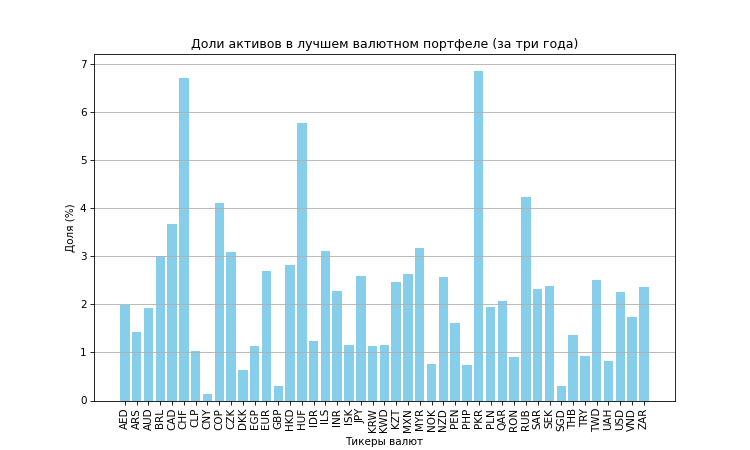 Доли активов в лучшем валютном портфеле (за три года)
7
6
5
4
3
2
1
0
Доля (%)
AED ARS AUD BRL CAD CHF CLP CNY COP CZK DKK EGP EUR GBP HKD HUF IDR ILS INR ISK JPY KRW KWD KZT MXN MYR NOK NZD PEN PHP PKR PLN QAR RON RUB SAR SEK SGD THB TRY TWD UAH USD VND ZAR
Тикеры валют